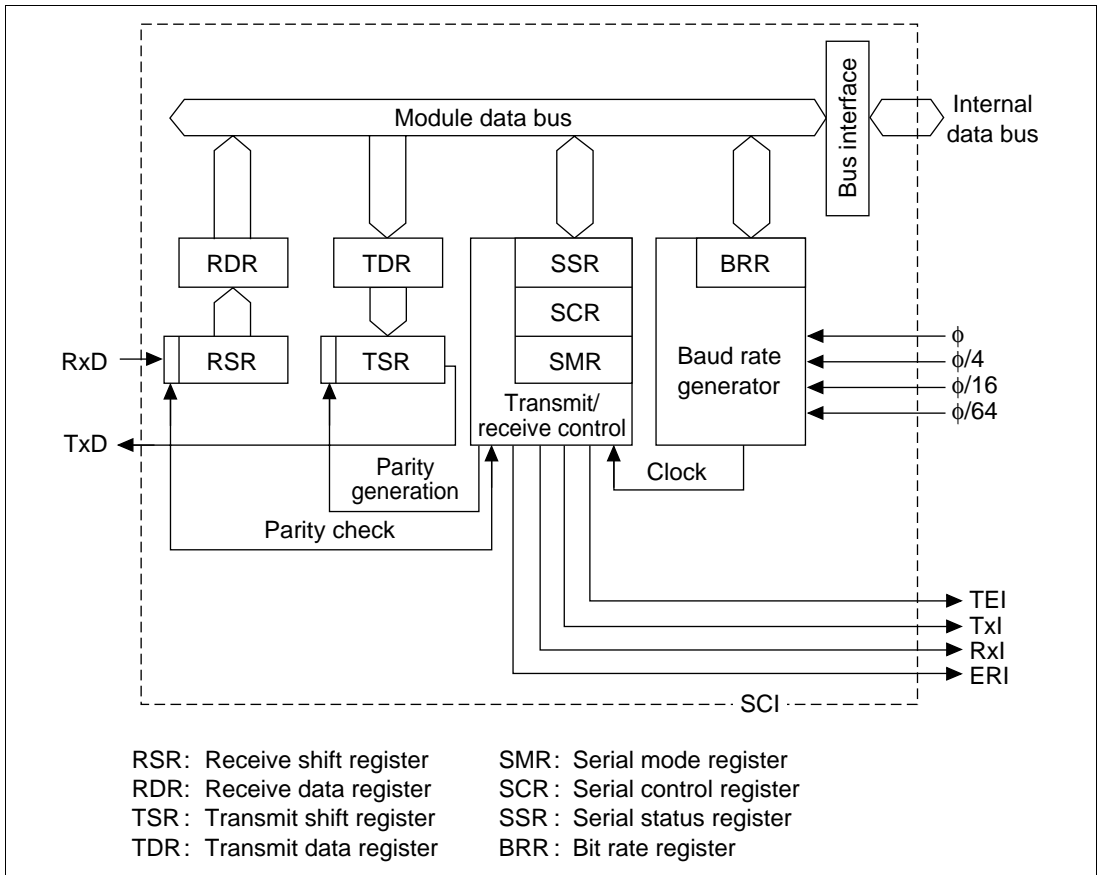 Module data bus
Bus interface
Internal
data bus
RDR
TDR
SSR
BRR
SCR
RxD
RSR
TSR
SMR
Baud rate
generator
ϕ
ϕ/4
ϕ/16
ϕ/64
Transmit/
receive control
TxD
Parity
generation
Clock
Parity check
TEI
TxI
RxI
ERI
SCI
RSR: Receive shift register
RDR: Receive data register
TSR: Transmit shift register
TDR: Transmit data register
SMR: Serial mode register
SCR: Serial control register
SSR: Serial status register
BRR: Bit rate register